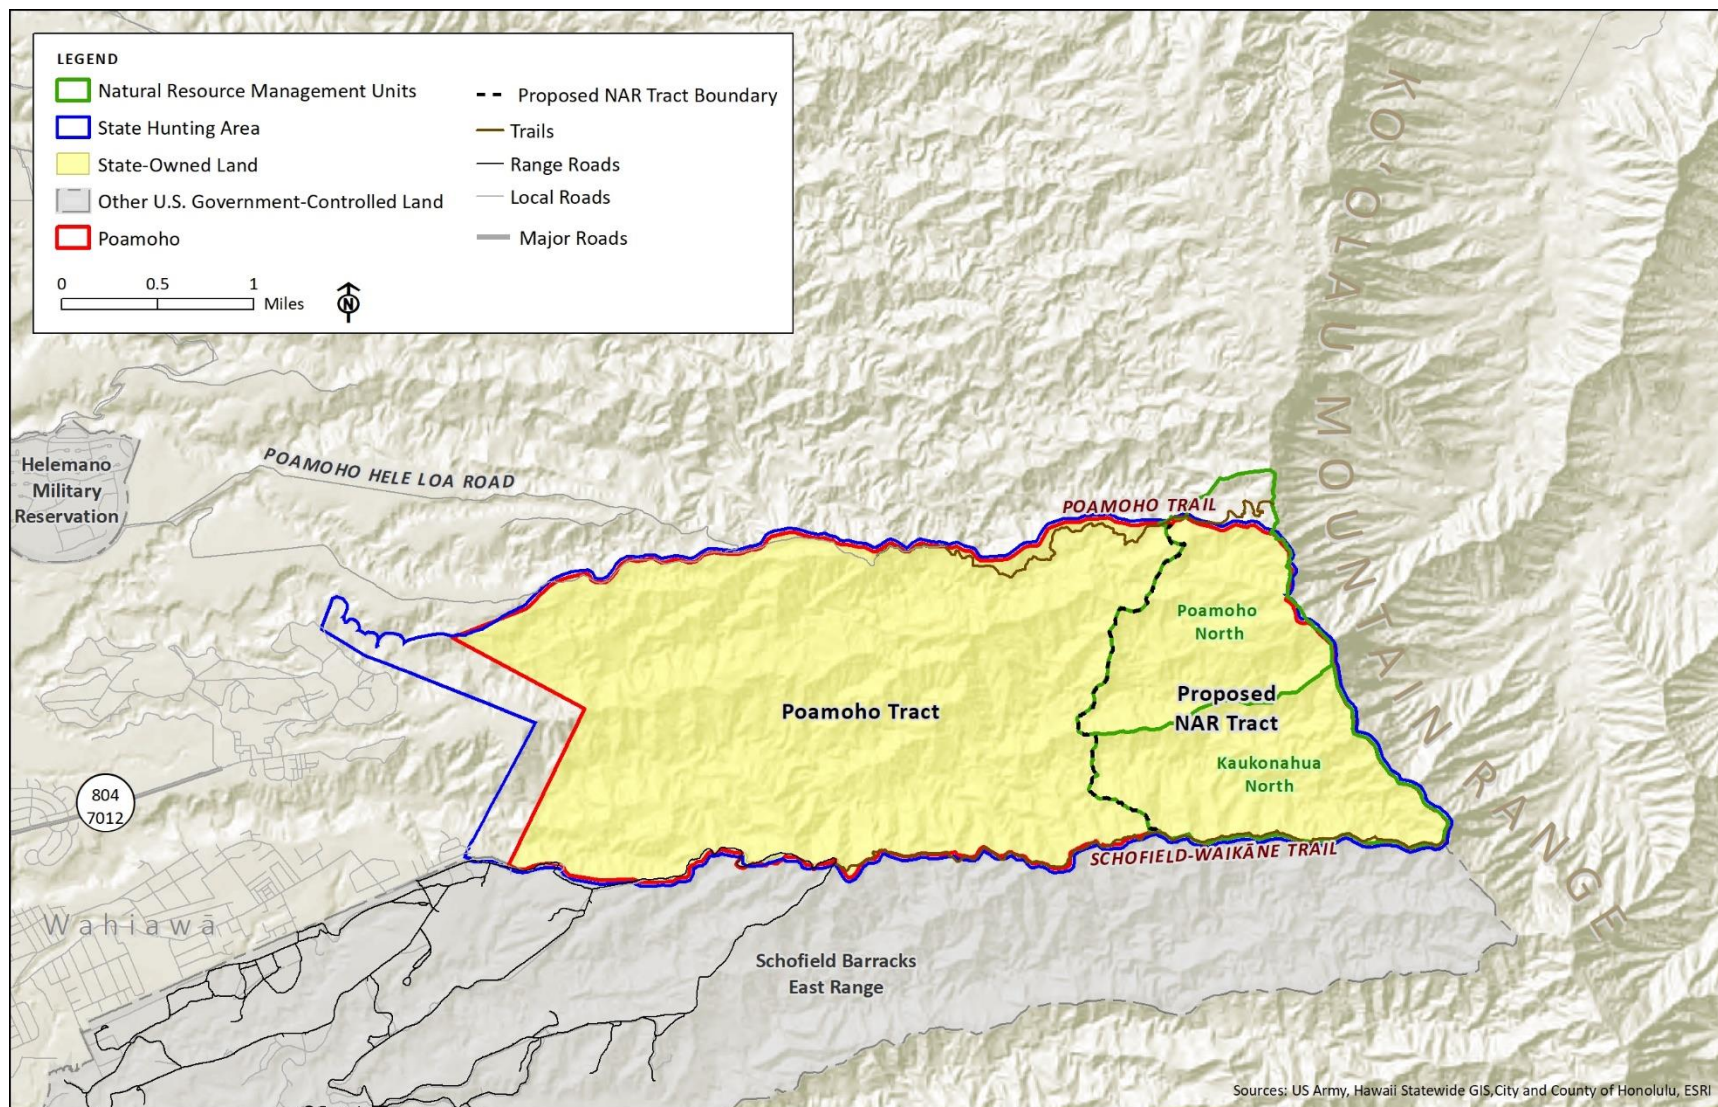 LEGEND
Natural Resource Management Units
State Hunting Area
State-Owned Land
Other U.S. Government-Controlled Land
Poamoho
Proposed NAR Tract Boundary
Trails
Range Roads
Local Roads
Major Roads
0 0.5 1
Miles
N
KO'OLAU MOUNTAIN RANGE
Helemano
Military
Reservation
POAMOHO HELE LOA ROAD
POAMOHO TRAIL
Poamoho
North
Proposed
NAR Tract
Poamoho Tract
Kaukonahua
North
804
7012
SCHOFIELD-WAIKĀNE TRAIL
Wahiawā
Schofield Barracks
East Range
Sources: US Army, Hawaii Statewide GIS,City and County of Honolulu, ESRI